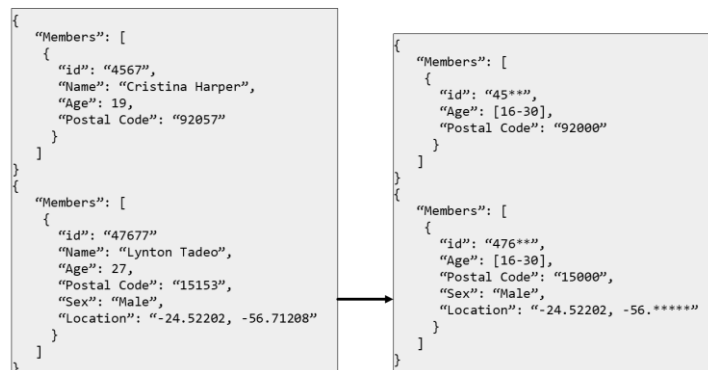 {
“Members”: [
{
“id”: “4567”,
“Name”: “Cristina Harper”,
“Age”: 19,
“Postal Code”: “92057”
}
]
}
{
“Members”: [
{
“id”: “47677”
“Name”: “Lynton Tadeo”,
“Age”: 27,
“Postal Code”: “15153”,
“Sex”: “Male”,
“Location”: “-24.52202, -56.71208”
}
]
}
{
“Members”: [
{
“id”: “45**”,
“Age”: [16-30],
“Postal Code”: “92000”
}
]
}
{
“Members”: [
{
“id”: “476**”,
“Age”: [16-30],
“Postal Code”: “15000”,
“Sex”: “Male”,
“Location”: “-24.52202, -56.*****”
}
]
}